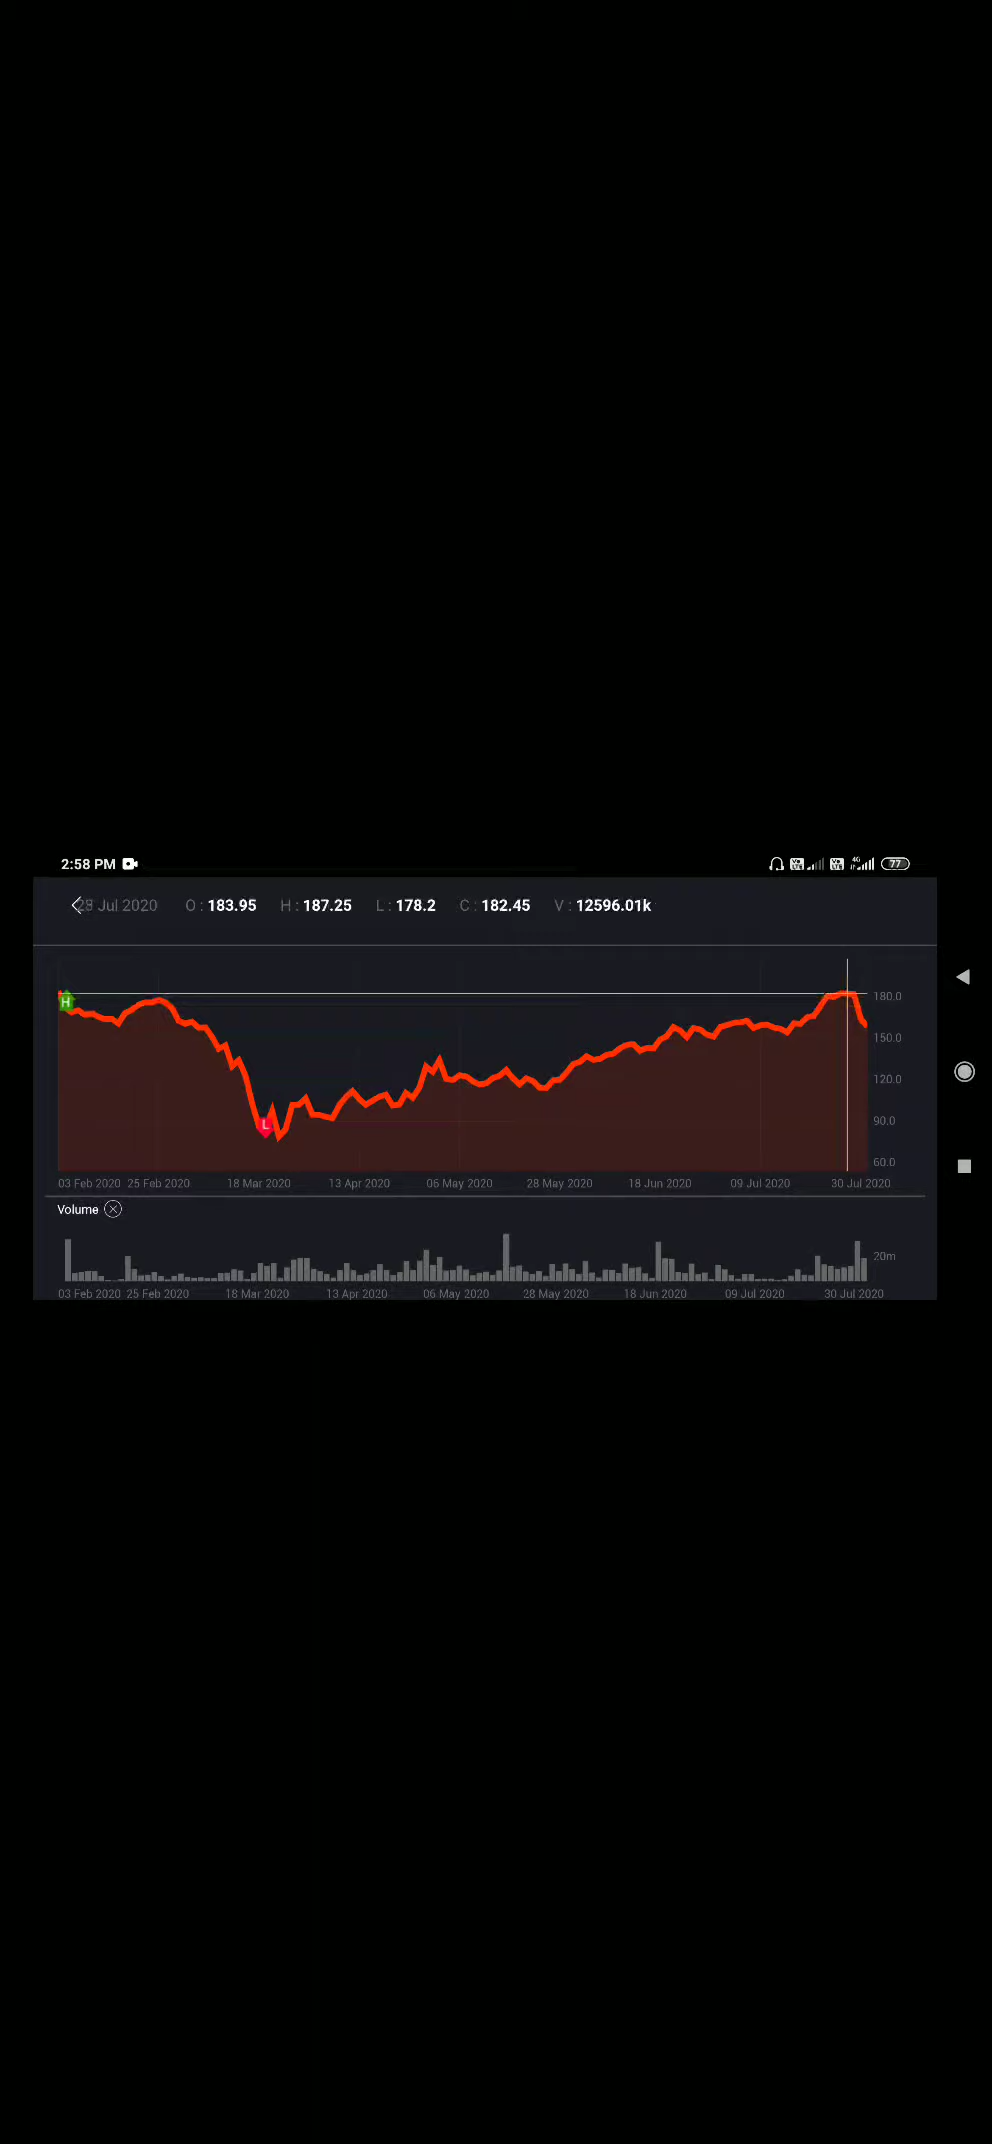 2:58 PM 77
Jul 2020 O : 183.95 H : 187.25 L : 178.2 C : 182.45 V : 12596.01k
H
180.0
150.0
120.0
L
90.0
60.0
03 Feb 2020 25 Feb 2020 18 Mar 2020 13 Apr 2020 06 May 2020 28 May 2020 18 Jun 2020 09 Jul 2020 30 Jul 2020
Volume
20m
03 Feb 2020 25 Feb 2020 18 Mar 2020 13 Apr 2020 06 May 2020 28 May 2020 18 Jun 2020 09 Jul 2020 30 Jul 2020